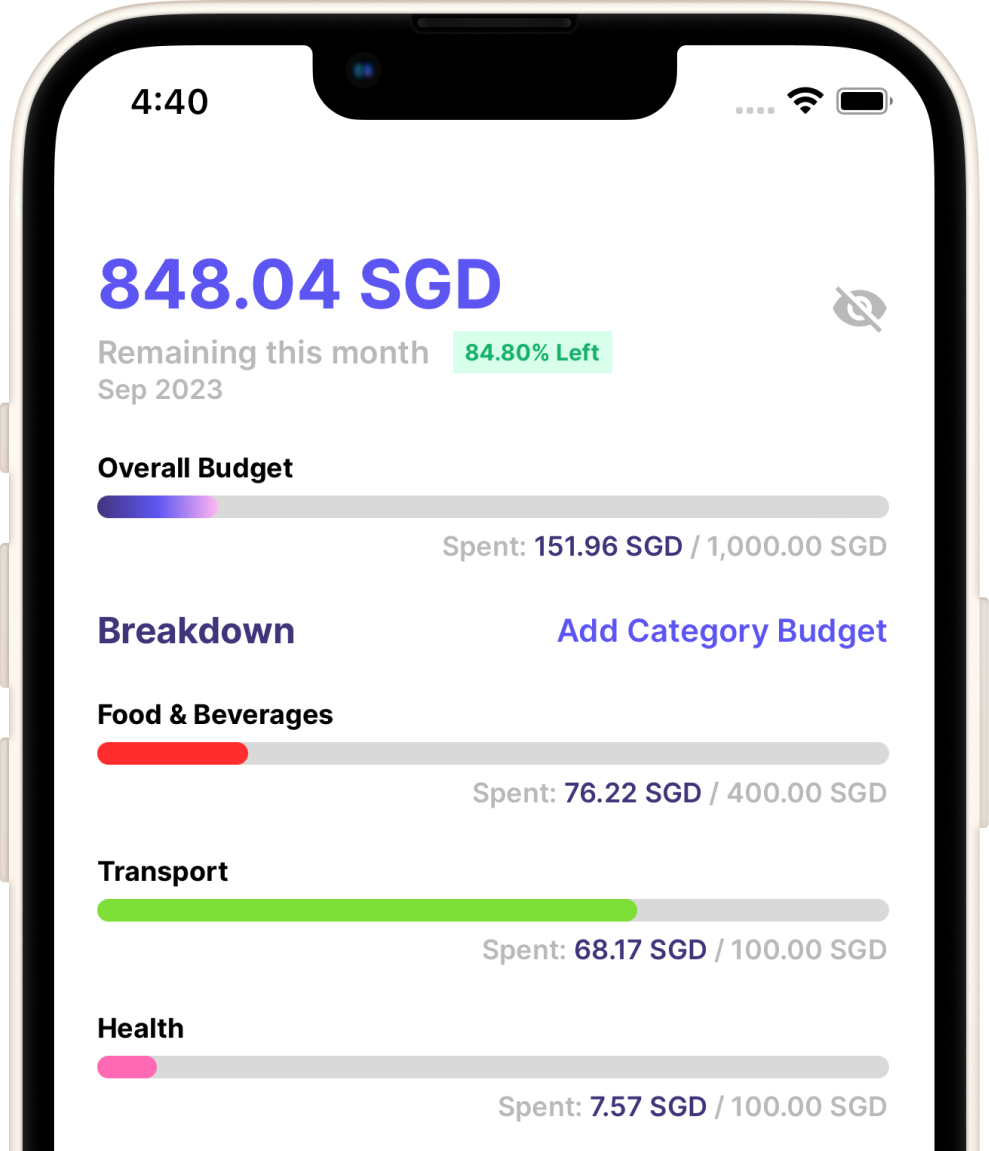 4:40
848.04 SGD
Remaining this month 84.80% Left
Sep 2023
Overall Budget
Spent: 151.96 SGD / 1,000.00 SGD
Breakdown Add Category Budget
Food & Beverages
Spent: 76.22 SGD / 400.00 SGD
Transport
Spent: 68.17 SGD / 100.00 SGD
Health
Spent: 7.57 SGD / 100.00 SGD